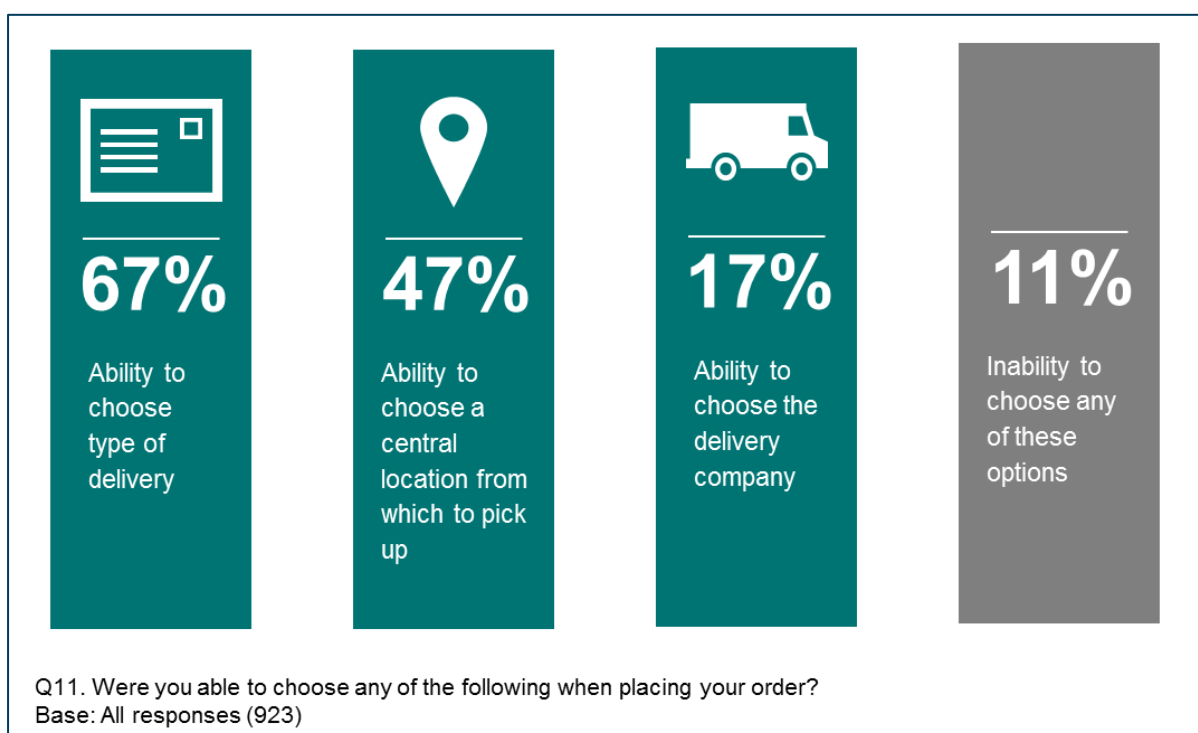 67%
Ability to
choose
type of
delivery
47%
Ability to
choose a
central
location from
which to pick
up
17%
Ability to
choose the
delivery
company
11%
Inability to
choose any
of these
options
Q11. Were you able to choose any of the following when placing your order?
Base: All responses (923)